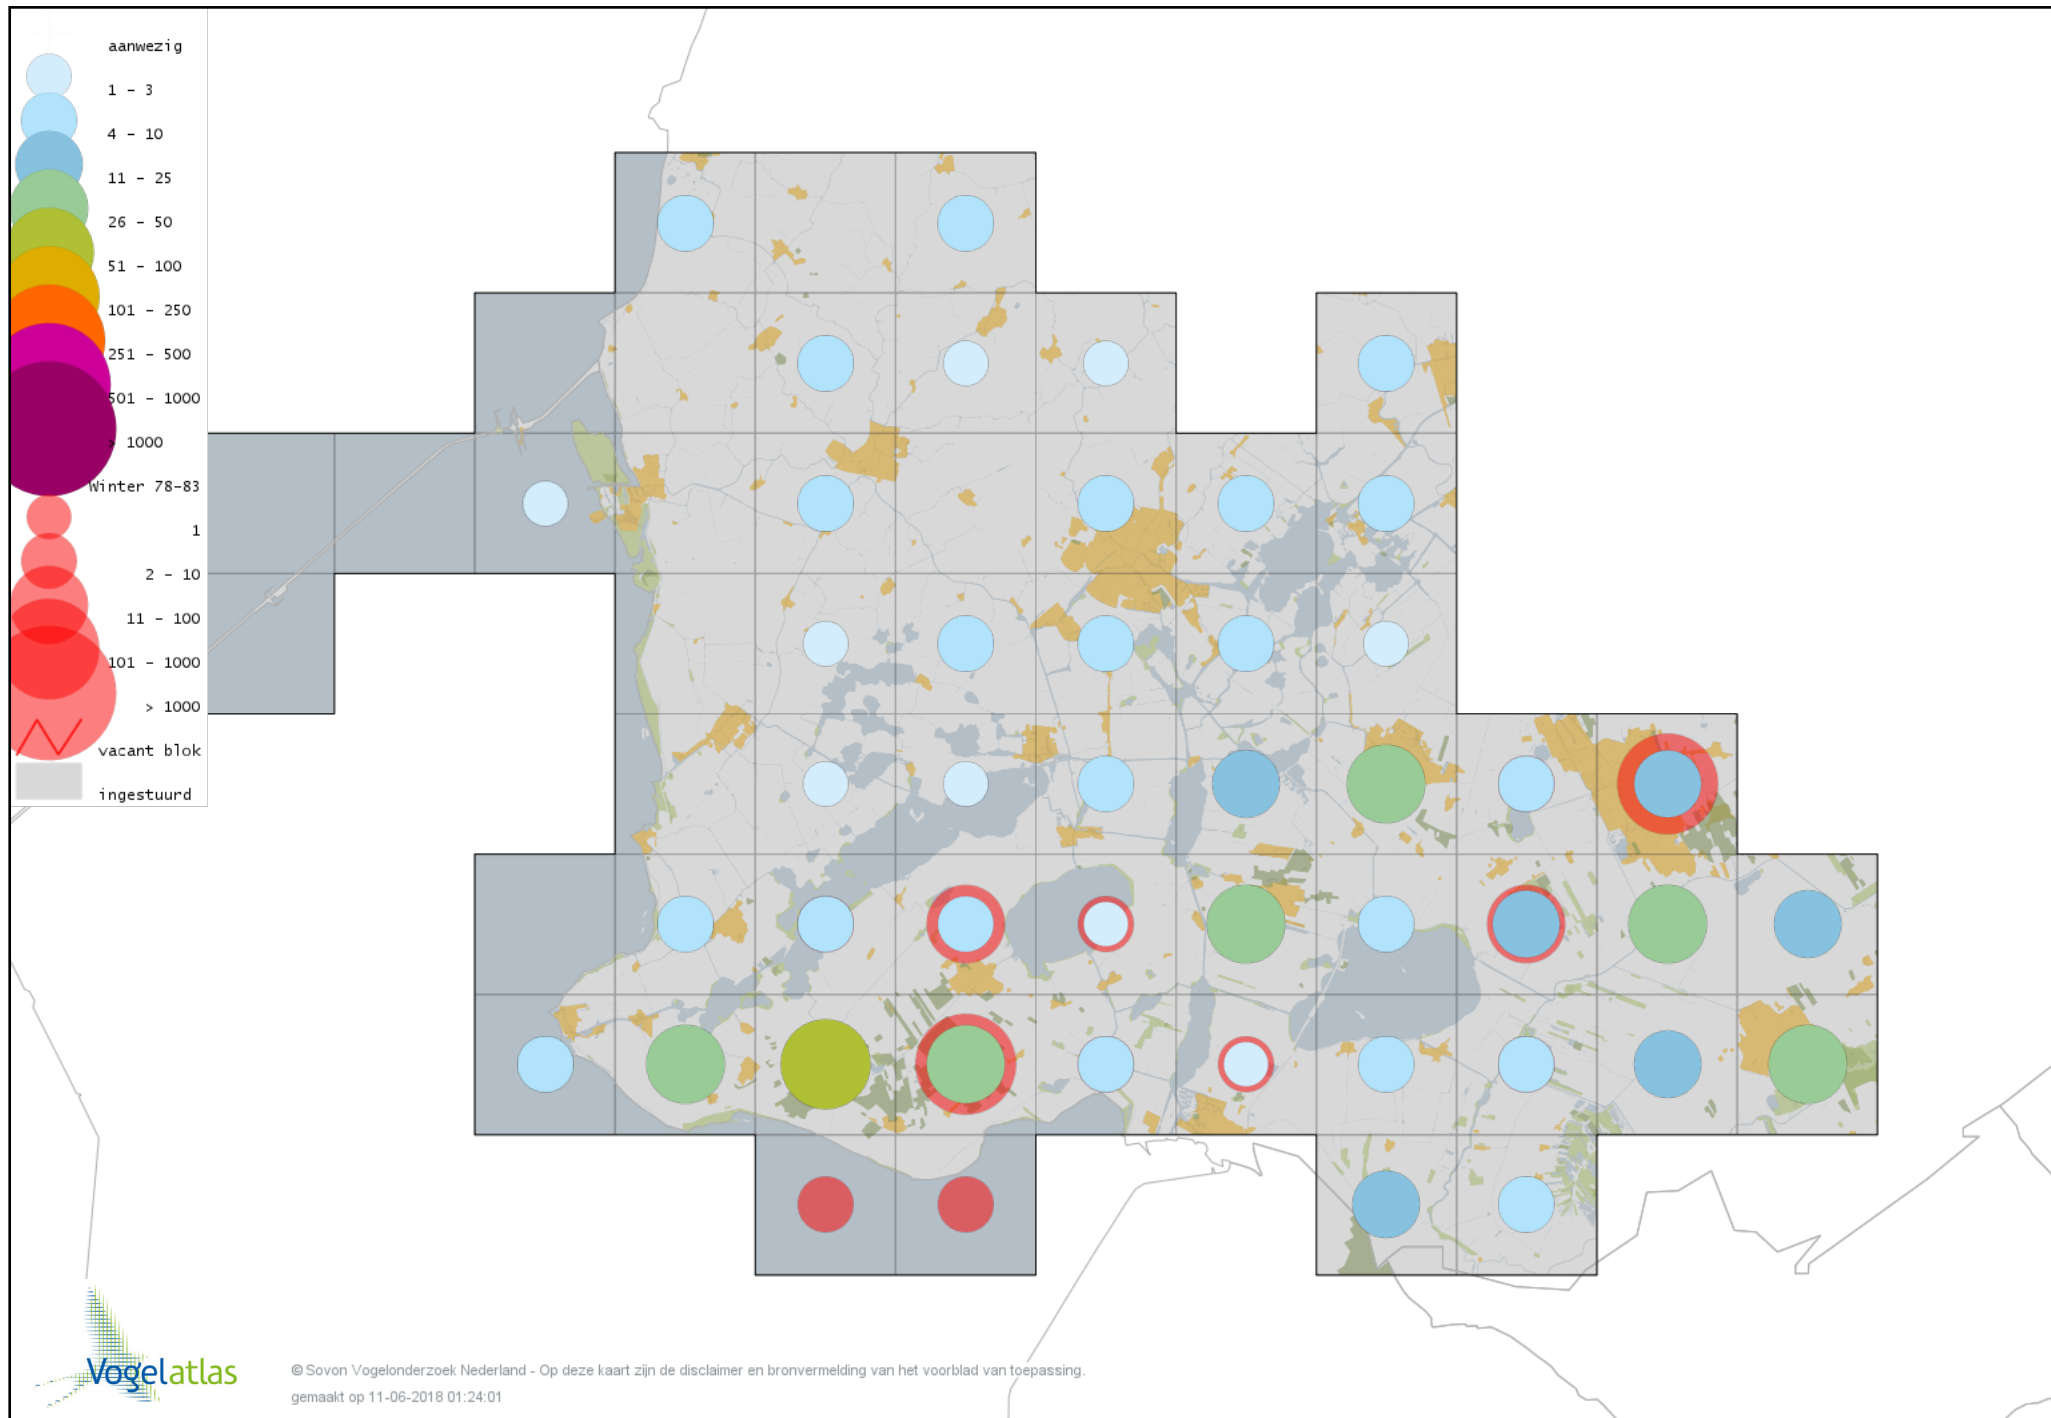 aanwezig
1 - 3
4 - 10
11 - 25
26 - 50
51 - 100
101 - 250
251 - 500
501 - 1000
> 1000
Winter 78-83
1
2 - 10
11 - 100
101 - 1000
> 1000
vacant blok
ingestuurd
Vogelatlas
© Sovon Vogelonderzoek Nederland - Op deze kaart zijn de disclaimer en bronvermelding van het voorblad van toepassing.
gemaakt op 11-06-2018 01:24:01